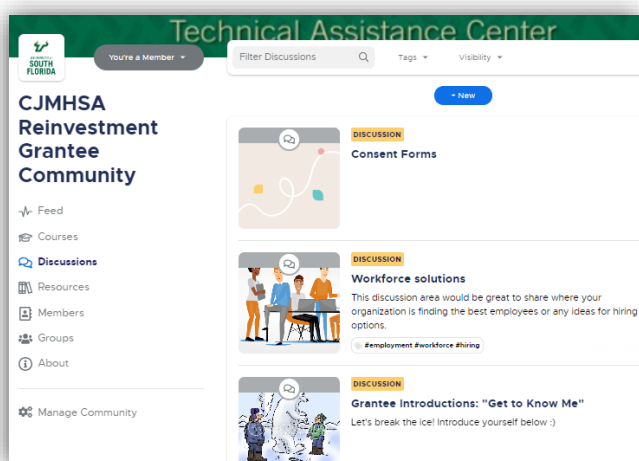 Technical Assistance Center
UNIVERSITY of
SOUTH
FLORIDA
You're a Member
Filter Discussions
Tags
Visibility
+ New
CJMHSA
Reinvestment
Grantee
Community
Feed
Courses
Discussions
Resources
Members
Groups
About
Manage Community
DISCUSSION
Consent Forms
DISCUSSION
Workforce solutions
This discussion area would be great to share where your
organization is finding the best employees or any ideas for hiring
options.
#employment #workforce #hiring
DISCUSSION
Grantee Introductions: "Get to Know Me"
Let's break the ice! Introduce yourself below :)